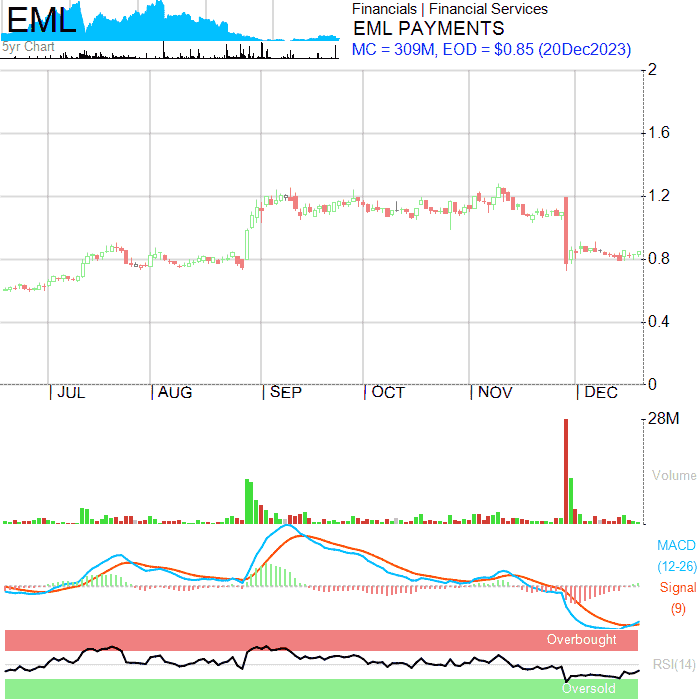 EML
5yr Chart
Financials | Financial Services
EML PAYMENTS
MC = 309M, EOD = $0.85 (20Dec2023)
2
1.6
1.2
0.8
0.4
0
JUL AUG SEP OCT NOV DEC
28M
Volume
MACD
(12-26)
Signal
(9)
Overbought
RSI(14)
Oversold